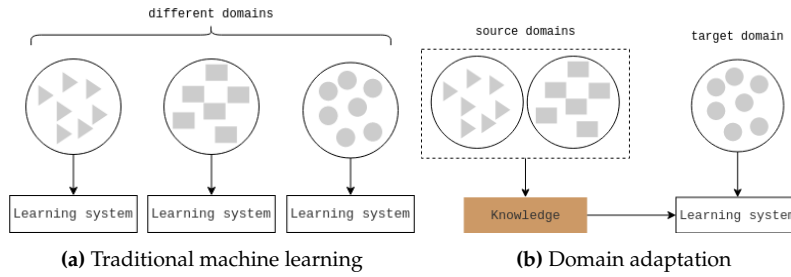 different domains
Learning system
Learning system
Learning system
(a) Traditional machine learning
source domains
target domain
Knowledge
Learning system
(b) Domain adaptation